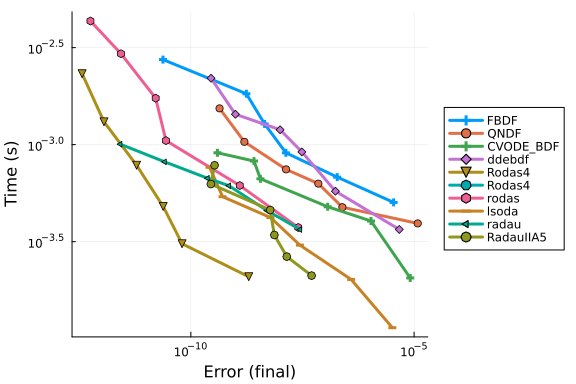 10^-2.5
10^-3.0
10^-3.5
Time (s)
10^-10
10^-5
Error (final)
FBDF
QNDF
CVODE_BDF
ddebdf
Rodas4
Rodas4
rodas
lsoda
radau
RadauIIA5